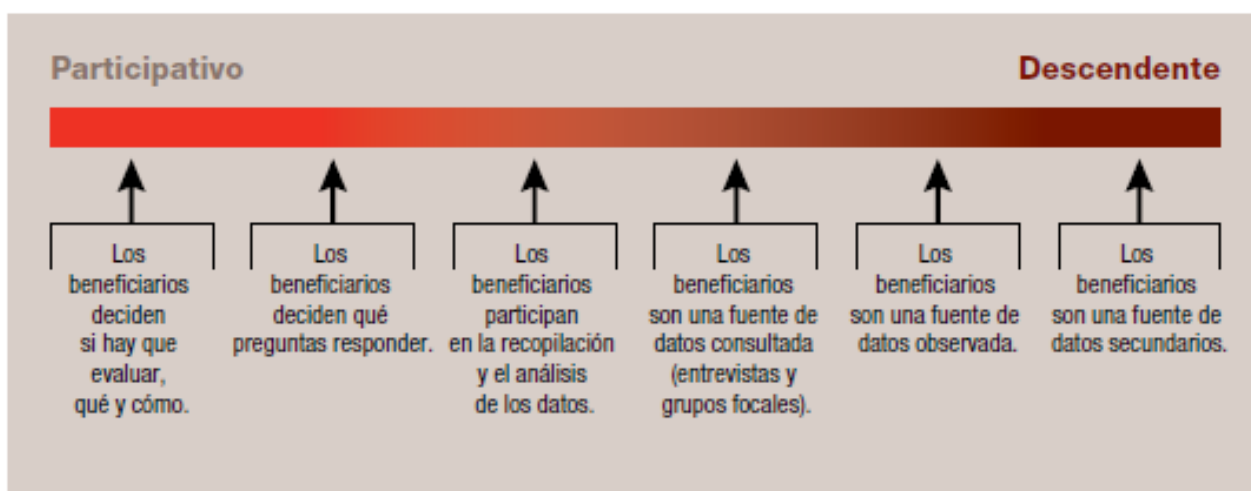 Participativo
Descendente
Los
beneficiarios
deciden
si hay que
evaluar,
qué y cómo.
Los
beneficiarios
deciden qué
preguntas responder.
Los
beneficiarios
participan
en la recopilación
y el análisis
de los datos.
Los
beneficiarios
son una fuente de
datos consultada
(entrevistas y
grupos focales).
Los
beneficiarios
son una fuente de
datos observada.
Los
beneficiarios
son una fuente de
datos secundarios.